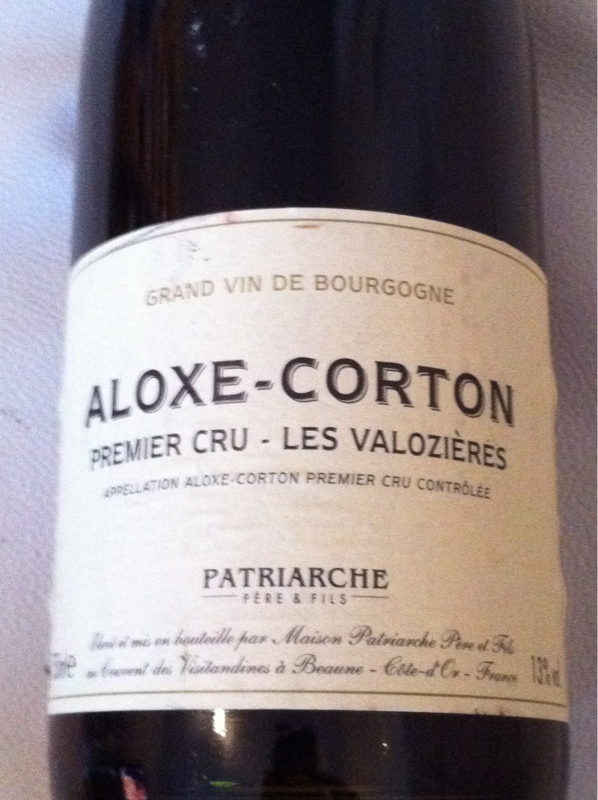 GRAND VIN DE BOURGOGNE
ALOXE-CORTON
PREMIER CRU - LES VALOZIÈRES
APPELLATION ALOXE-CORTON PREMIER CRU CONTRÔLÉE
PATRIARCHE
PÈRE & FILS
Élevé et mis en bouteille par Maison Patriarche Père et Fils
au Couvent des Visitandines à Beaune - Côte-d'Or - France
13% vol